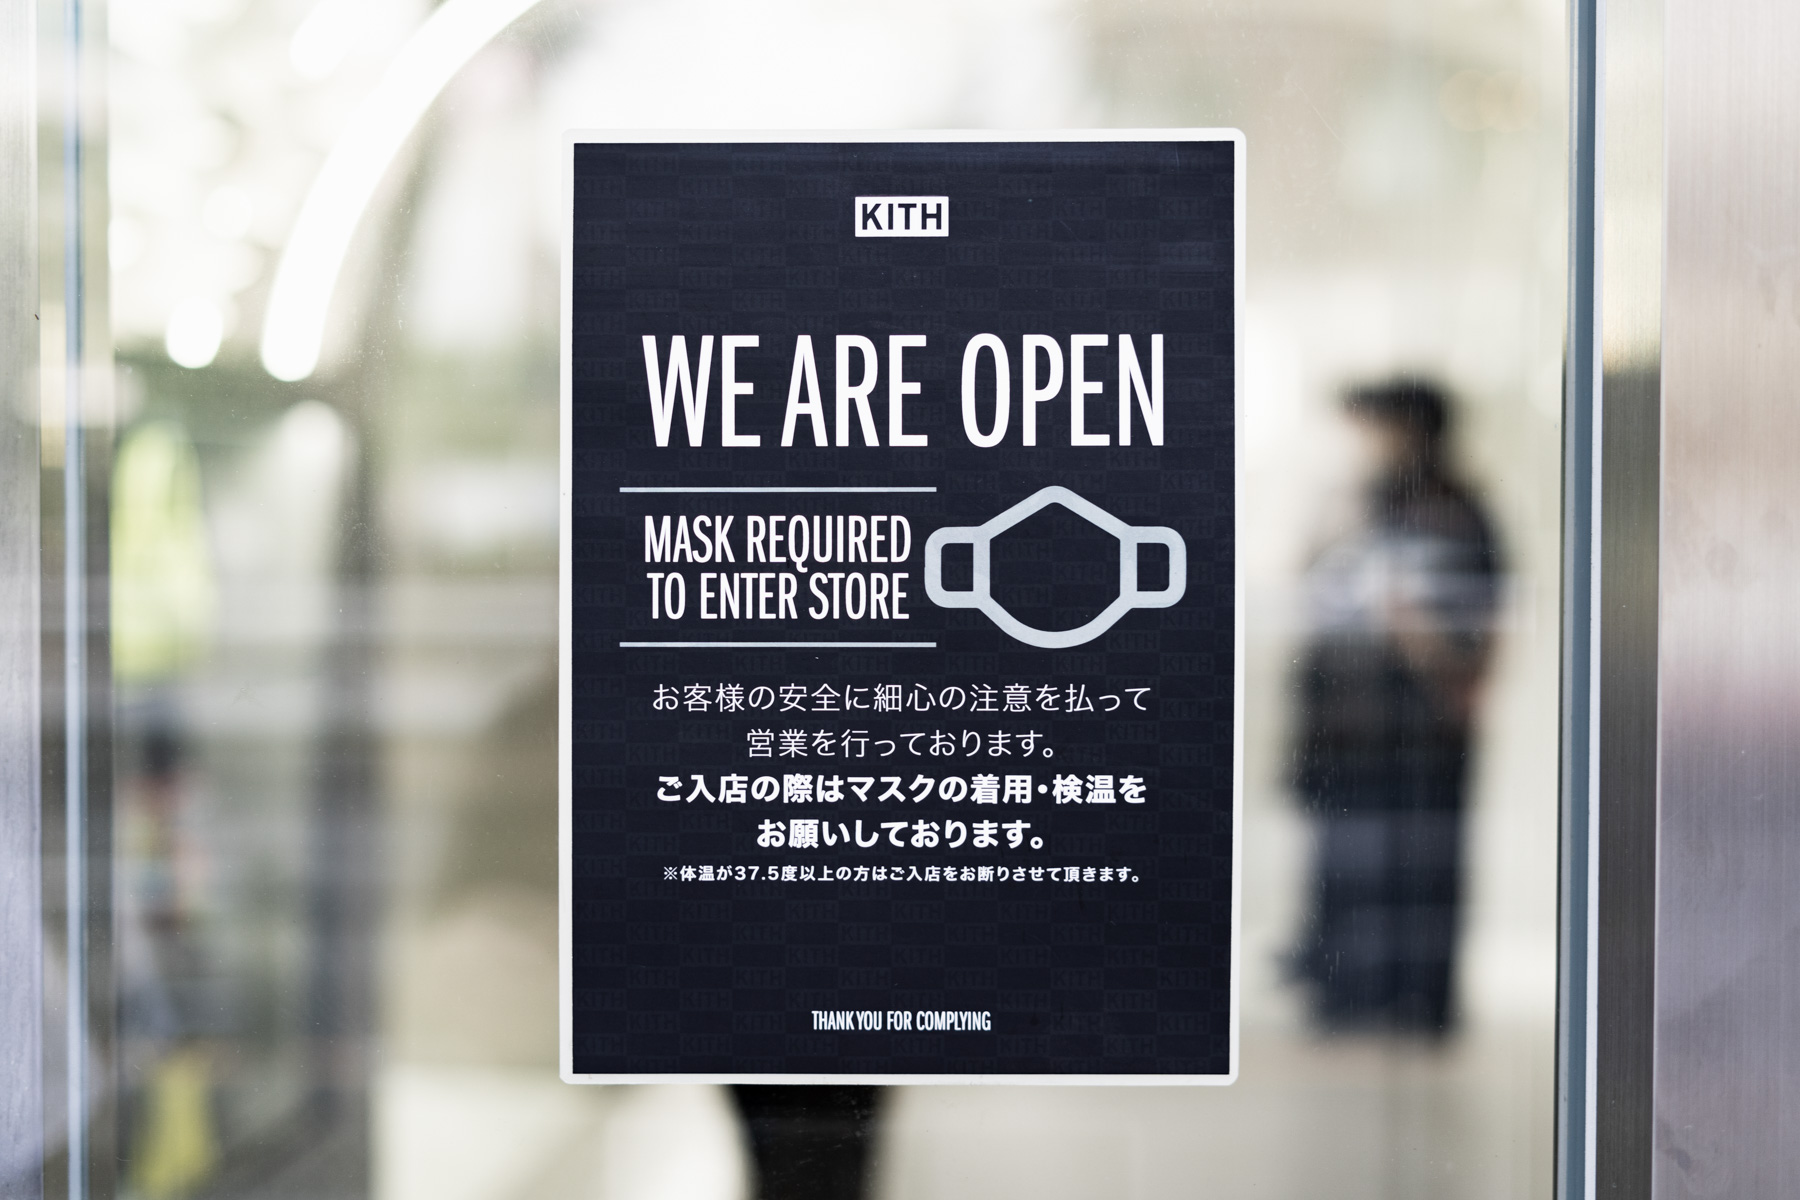 KITH
WE ARE OPEN
MASK REQUIRED
TO ENTER STORE
お客様の安全に細心の注意を払って
営業を行っております。
ご入店の際はマスクの着用・検温を
お願いしております。
※体温が37.5度以上の方はご入店をお断りさせて頂きます。
THANK YOU FOR COMPLYING